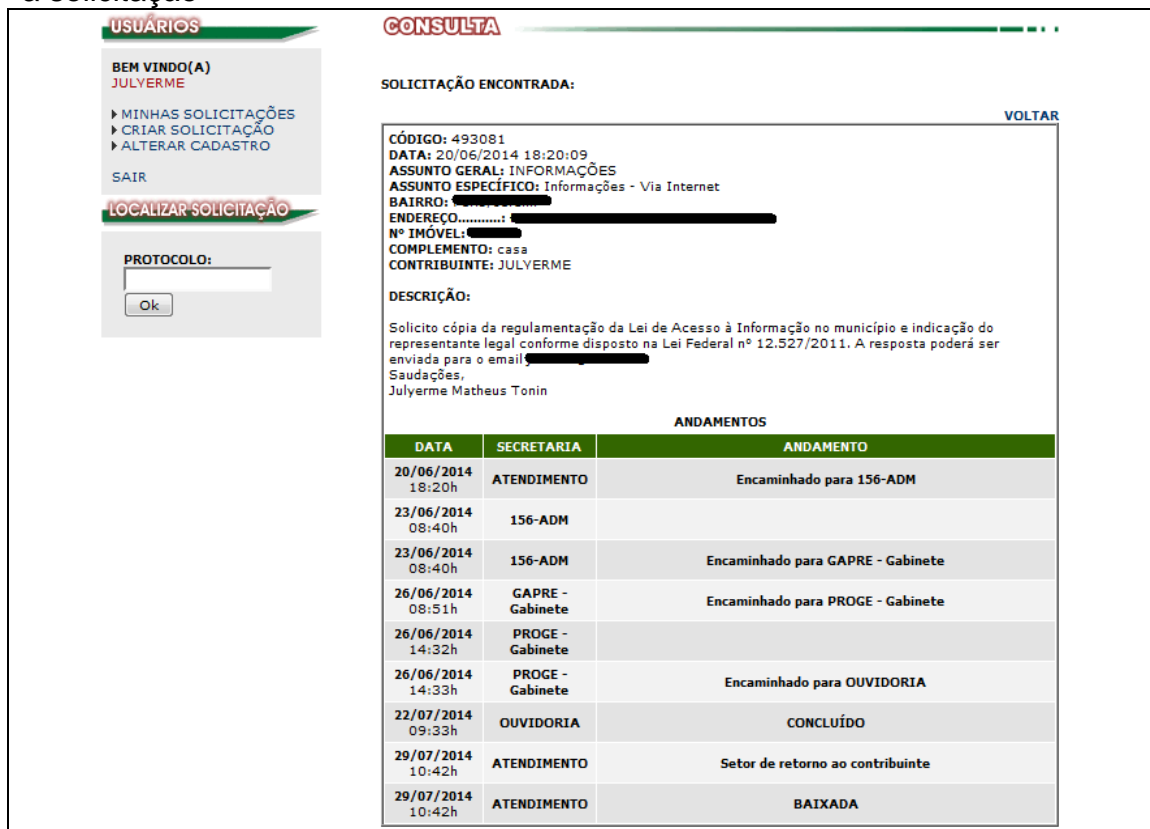 a solicitação
USUÁRIOS
BEM VINDO(A)
JULYERME
MINHAS SOLICITAÇÕES
CRIAR SOLICITAÇÃO
ALTERAR CADASTRO
SAIR
LOCALIZAR SOLICITAÇÃO
PROTOCOLO:
Ok
CONSULTA
SOLICITAÇÃO ENCONTRADA:
VOLTAR
CÓDIGO: 493081
DATA: 20/06/2014 18:20:09
ASSUNTO GERAL: INFORMAÇÕES
ASSUNTO ESPECÍFICO: Informações - Via Internet
BAIRRO:
ENDEREÇO...........:
Nº IMÓVEL:
COMPLEMENTO: casa
CONTRIBUINTE: JULYERME
DESCRIÇÃO:
Solicito cópia da regulamentação da Lei de Acesso à Informação no município e indicação do
representante legal conforme disposto na Lei Federal nº 12.527/2011. A resposta poderá ser
enviada para o email
Saudações,
Julyerme Matheus Tonin
ANDAMENTOS
DATA SECRETARIA ANDAMENTO
20/06/2014 18:20h ATENDIMENTO Encaminhado para 156-ADM
23/06/2014 08:40h 156-ADM
23/06/2014 08:40h 156-ADM Encaminhado para GAPRE - Gabinete
26/06/2014 08:51h GAPRE - Gabinete Encaminhado para PROGE - Gabinete
26/06/2014 14:32h PROGE - Gabinete
26/06/2014 14:33h PROGE - Gabinete Encaminhado para OUVIDORIA
22/07/2014 09:33h OUVIDORIA CONCLUÍDO
29/07/2014 10:42h ATENDIMENTO Setor de retorno ao contribuinte
29/07/2014 10:42h ATENDIMENTO BAIXADA